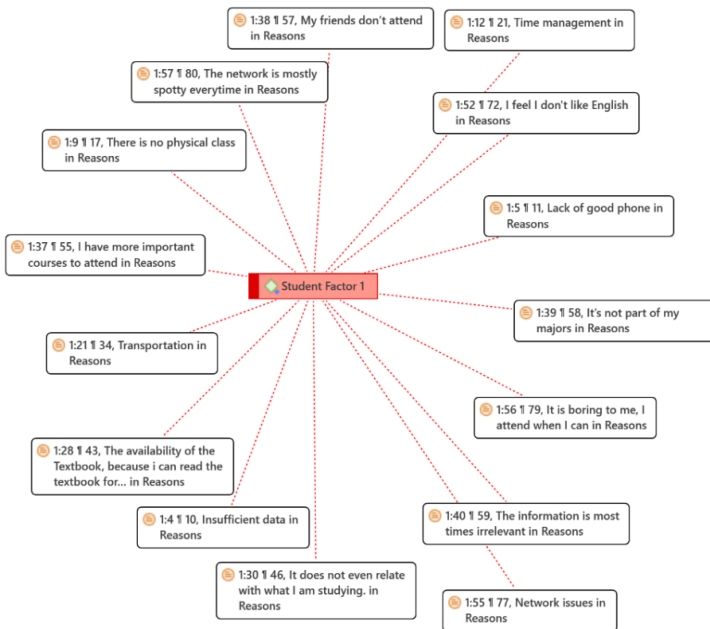 1:38 ¶ 57, My friends don't attend
in Reasons
1:12 ¶ 21, Time management in
Reasons
1:57 ¶ 80, The network is mostly
spotty everytime in Reasons
1:52 ¶ 72, I feel I don't like English
in Reasons
1:9 ¶ 17, There is no physical class
in Reasons
1:5 ¶ 11, Lack of good phone in
Reasons
1:37 ¶ 55, I have more important
courses to attend in Reasons
Student Factor 1
1:39 ¶ 58, It's not part of my
majors in Reasons
1:21 ¶ 34, Transportation in
Reasons
1:56 ¶ 79, It is boring to me, I
attend when I can in Reasons
1:28 ¶ 43, The availability of the
Textbook, because i can read the
textbook for... in Reasons
1:4 ¶ 10, Insufficient data in
Reasons
1:40 ¶ 59, The information is most
times irrelevant in Reasons
1:30 ¶ 46, It does not even relate
with what I am studying. in
Reasons
1:55 ¶ 77, Network issues in
Reasons